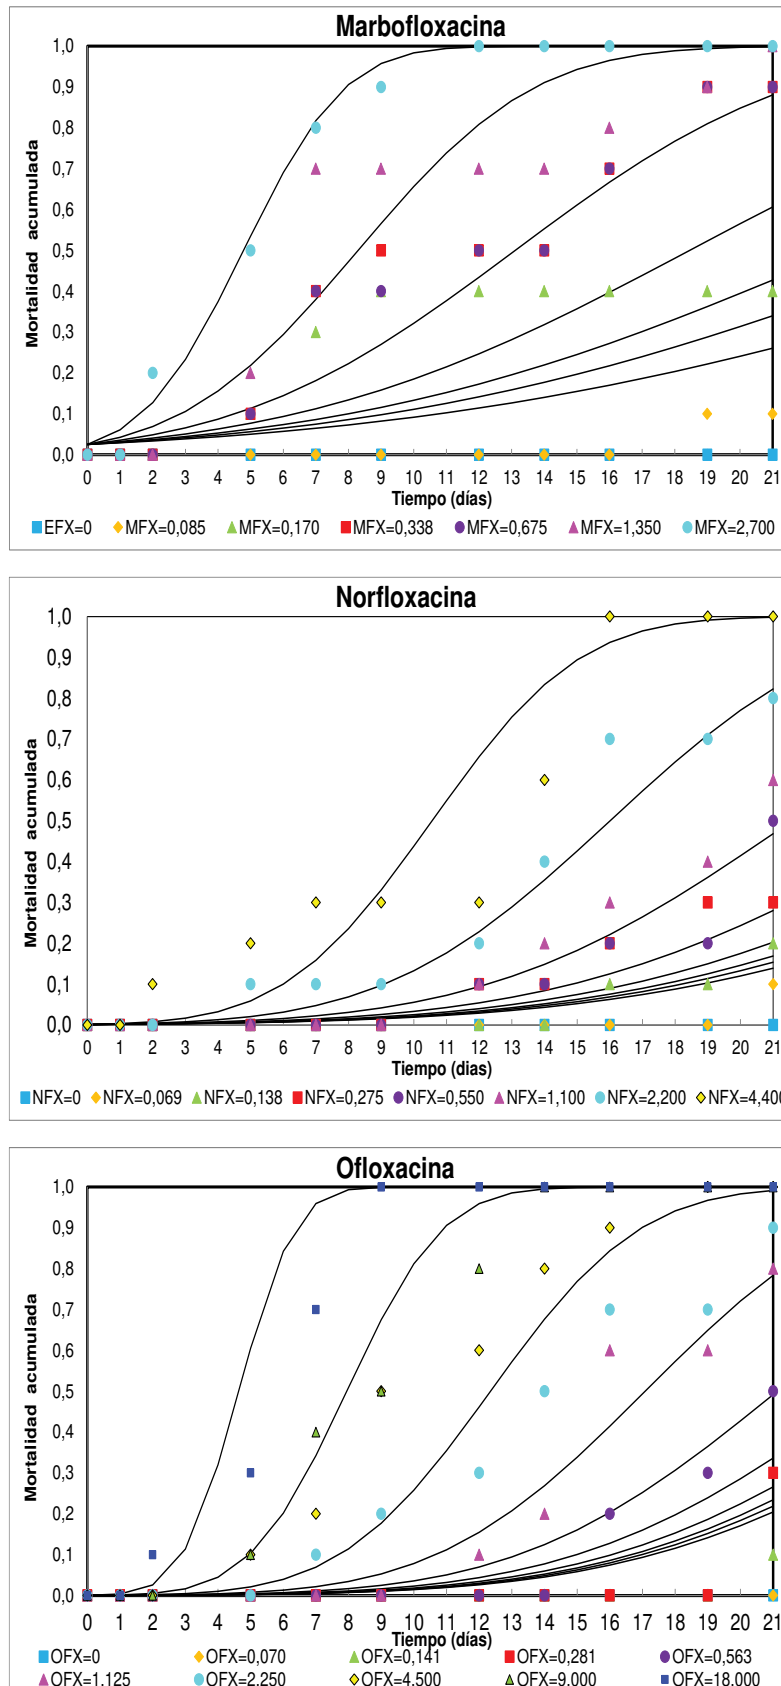 Marbofloxacina
1,0
0,9
0,8
0,7
0,6
0,5
0,4
0,3
0,2
0,1
0,0
Mortalidad acumulada
0 1 2 3 4 5 6 7 8 9 10 11 12 13 14 15 16 17 18 19 20 21
Tiempo (días)
EFX=0 MFX=0,085 MFX=0,170 MFX=0,338 MFX=0,675 MFX=1,350 MFX=2,700
Norfloxacina
1,0
0,9
0,8
0,7
0,6
0,5
0,4
0,3
0,2
0,1
0,0
Mortalidad acumulada
0 1 2 3 4 5 6 7 8 9 10 11 12 13 14 15 16 17 18 19 20 21
Tiempo (dias)
NFX=0 NFX=0,069 NFX=0,138 NFX=0,275 NFX=0,550 NFX=1,100 NFX=2,200 NFX=4,400
Ofloxacina
1,0
0,9
0,8
0,7
0,6
0,5
0,4
0,3
0,2
0,1
0,0
Mortalidad acumulada
0 1 2 3 4 5 6 7 8 9 10 11 12 13 14 15 16 17 18 19 20 21
Tiempo (días)
OFX=0 OFX=0,070 OFX=0,141 OFX=0,281 OFX=0,563
OFX=1,125 OFX=2,250 OFX=4,500 OFX=9,000 OFX=18,000